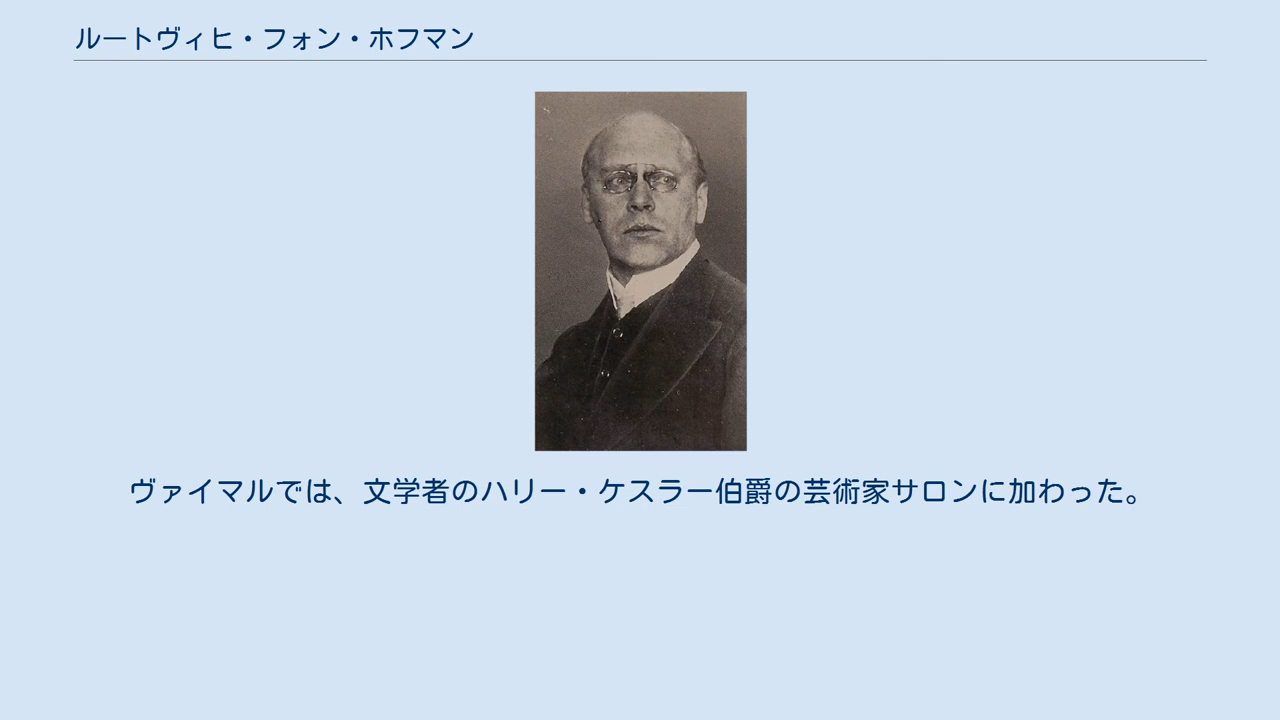 ルートヴィヒ・フォン・ホフマン
ヴァイマルでは、文学者のハリー・ケスラー伯爵の芸術家サロンに加わった。